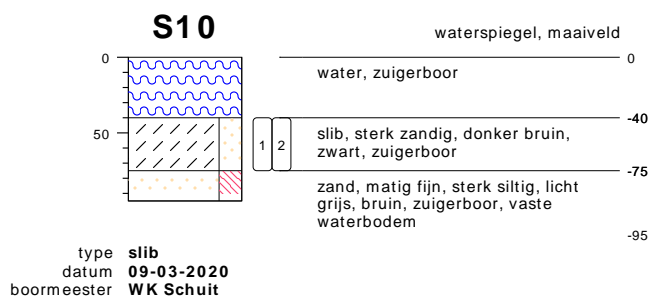 S10
waterspiegel, maaiveld
0
0
water, zuigerboor
-40
50
1 2
slib, sterk zandig, donker bruin,
zwart, zuigerboor
-75
zand, matig fijn, sterk siltig, licht
grijs, bruin, zuigerboor, vaste
waterbodem
-95
type slib
datum 09-03-2020
boormeester WK Schuit